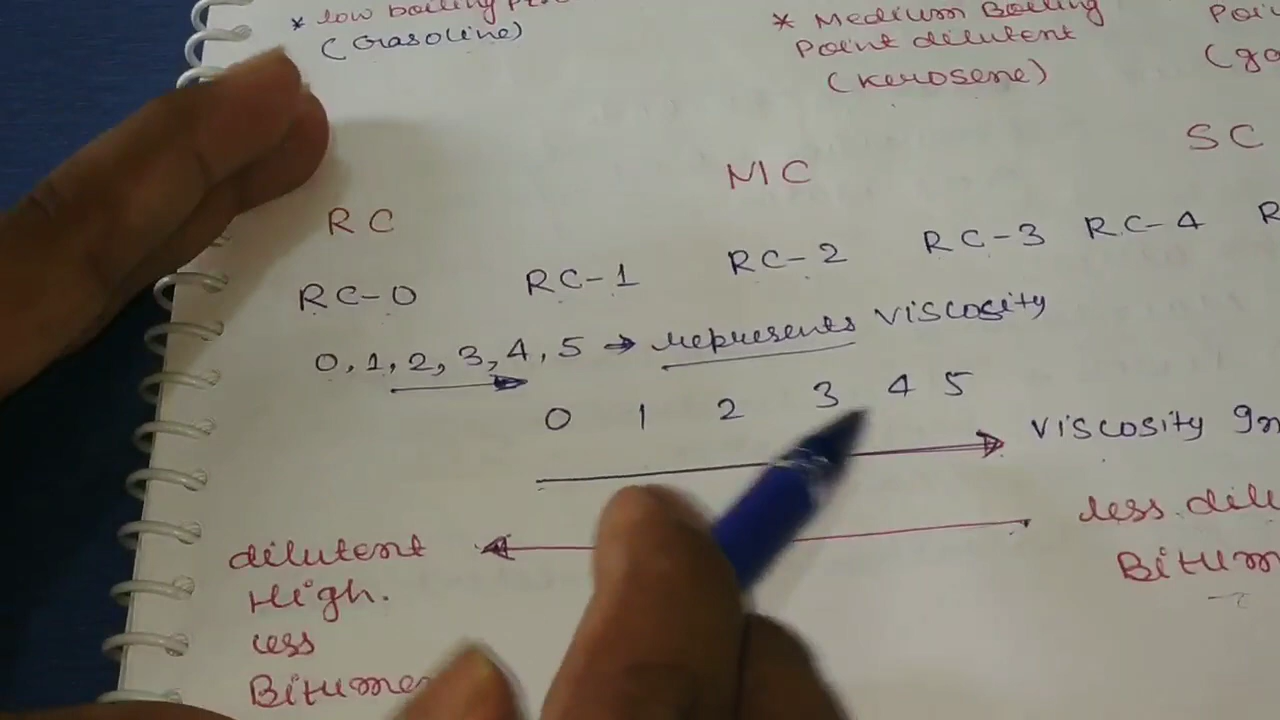 * low boiling
(Gasoline)
* Medium Boiling
Point dilutent
(kerosene)
RC
MC
SC
RC-0 RC-1 RC-2 RC-3 RC-4 R
0, 1, 2, 3, 4, 5 → represents viscosity
0 1 2 3 4 5
viscosity In
dilutent
High.
less
Bitumen
less
Bitum